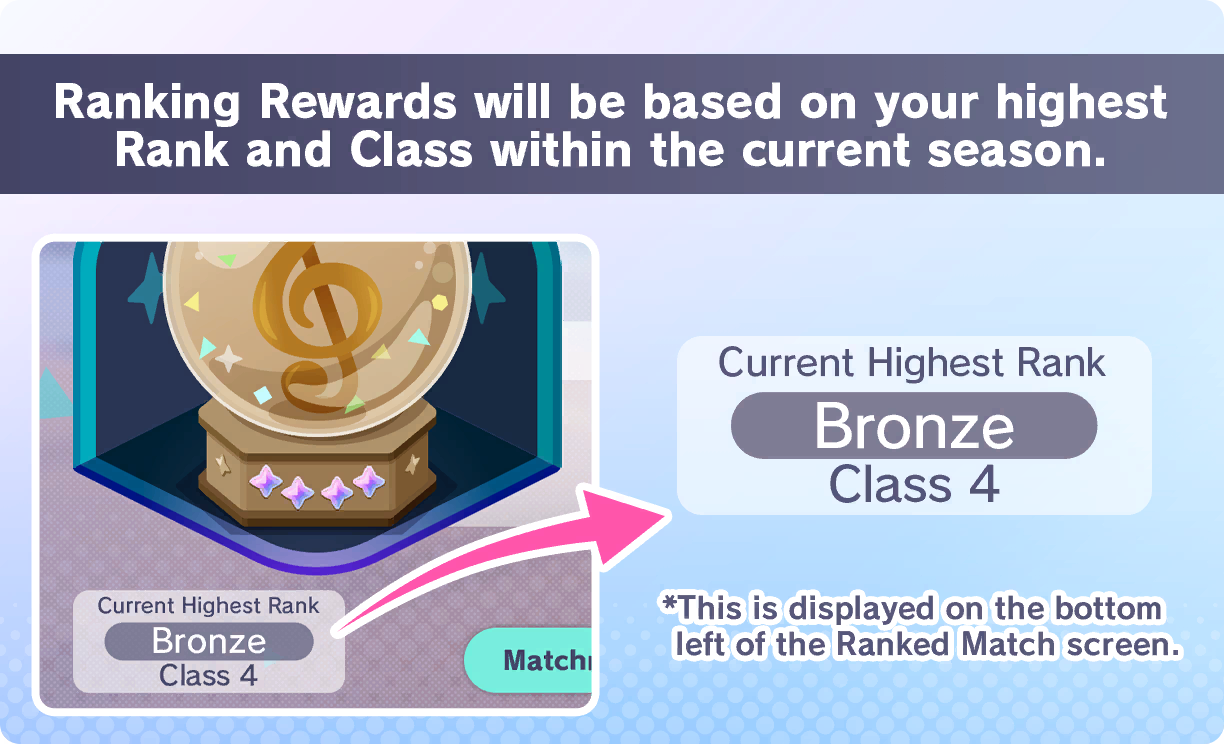 Ranking Rewards will be based on your highest
Rank and Class within the current season.
Current Highest Rank
Bronze
Class 4
Current Highest Rank
Bronze
Class 4
*This is displayed on the bottom
left of the Ranked Match screen.